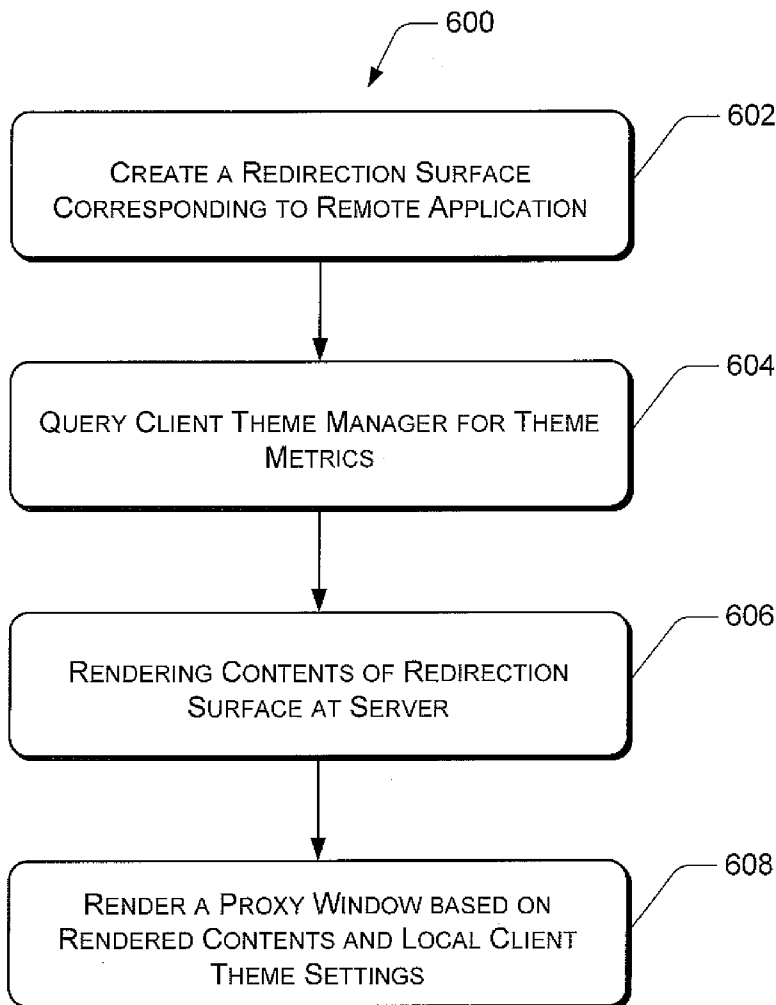 600
602
CREATE A REDIRECTION SURFACE
CORRESPONDING TO REMOTE APPLICATION
604
QUERY CLIENT THEME MANAGER FOR THEME
METRICS
606
RENDERING CONTENTS OF REDIRECTION
SURFACE AT SERVER
608
RENDER A PROXY WINDOW BASED ON
RENDERED CONTENTS AND LOCAL CLIENT
THEME SETTINGS